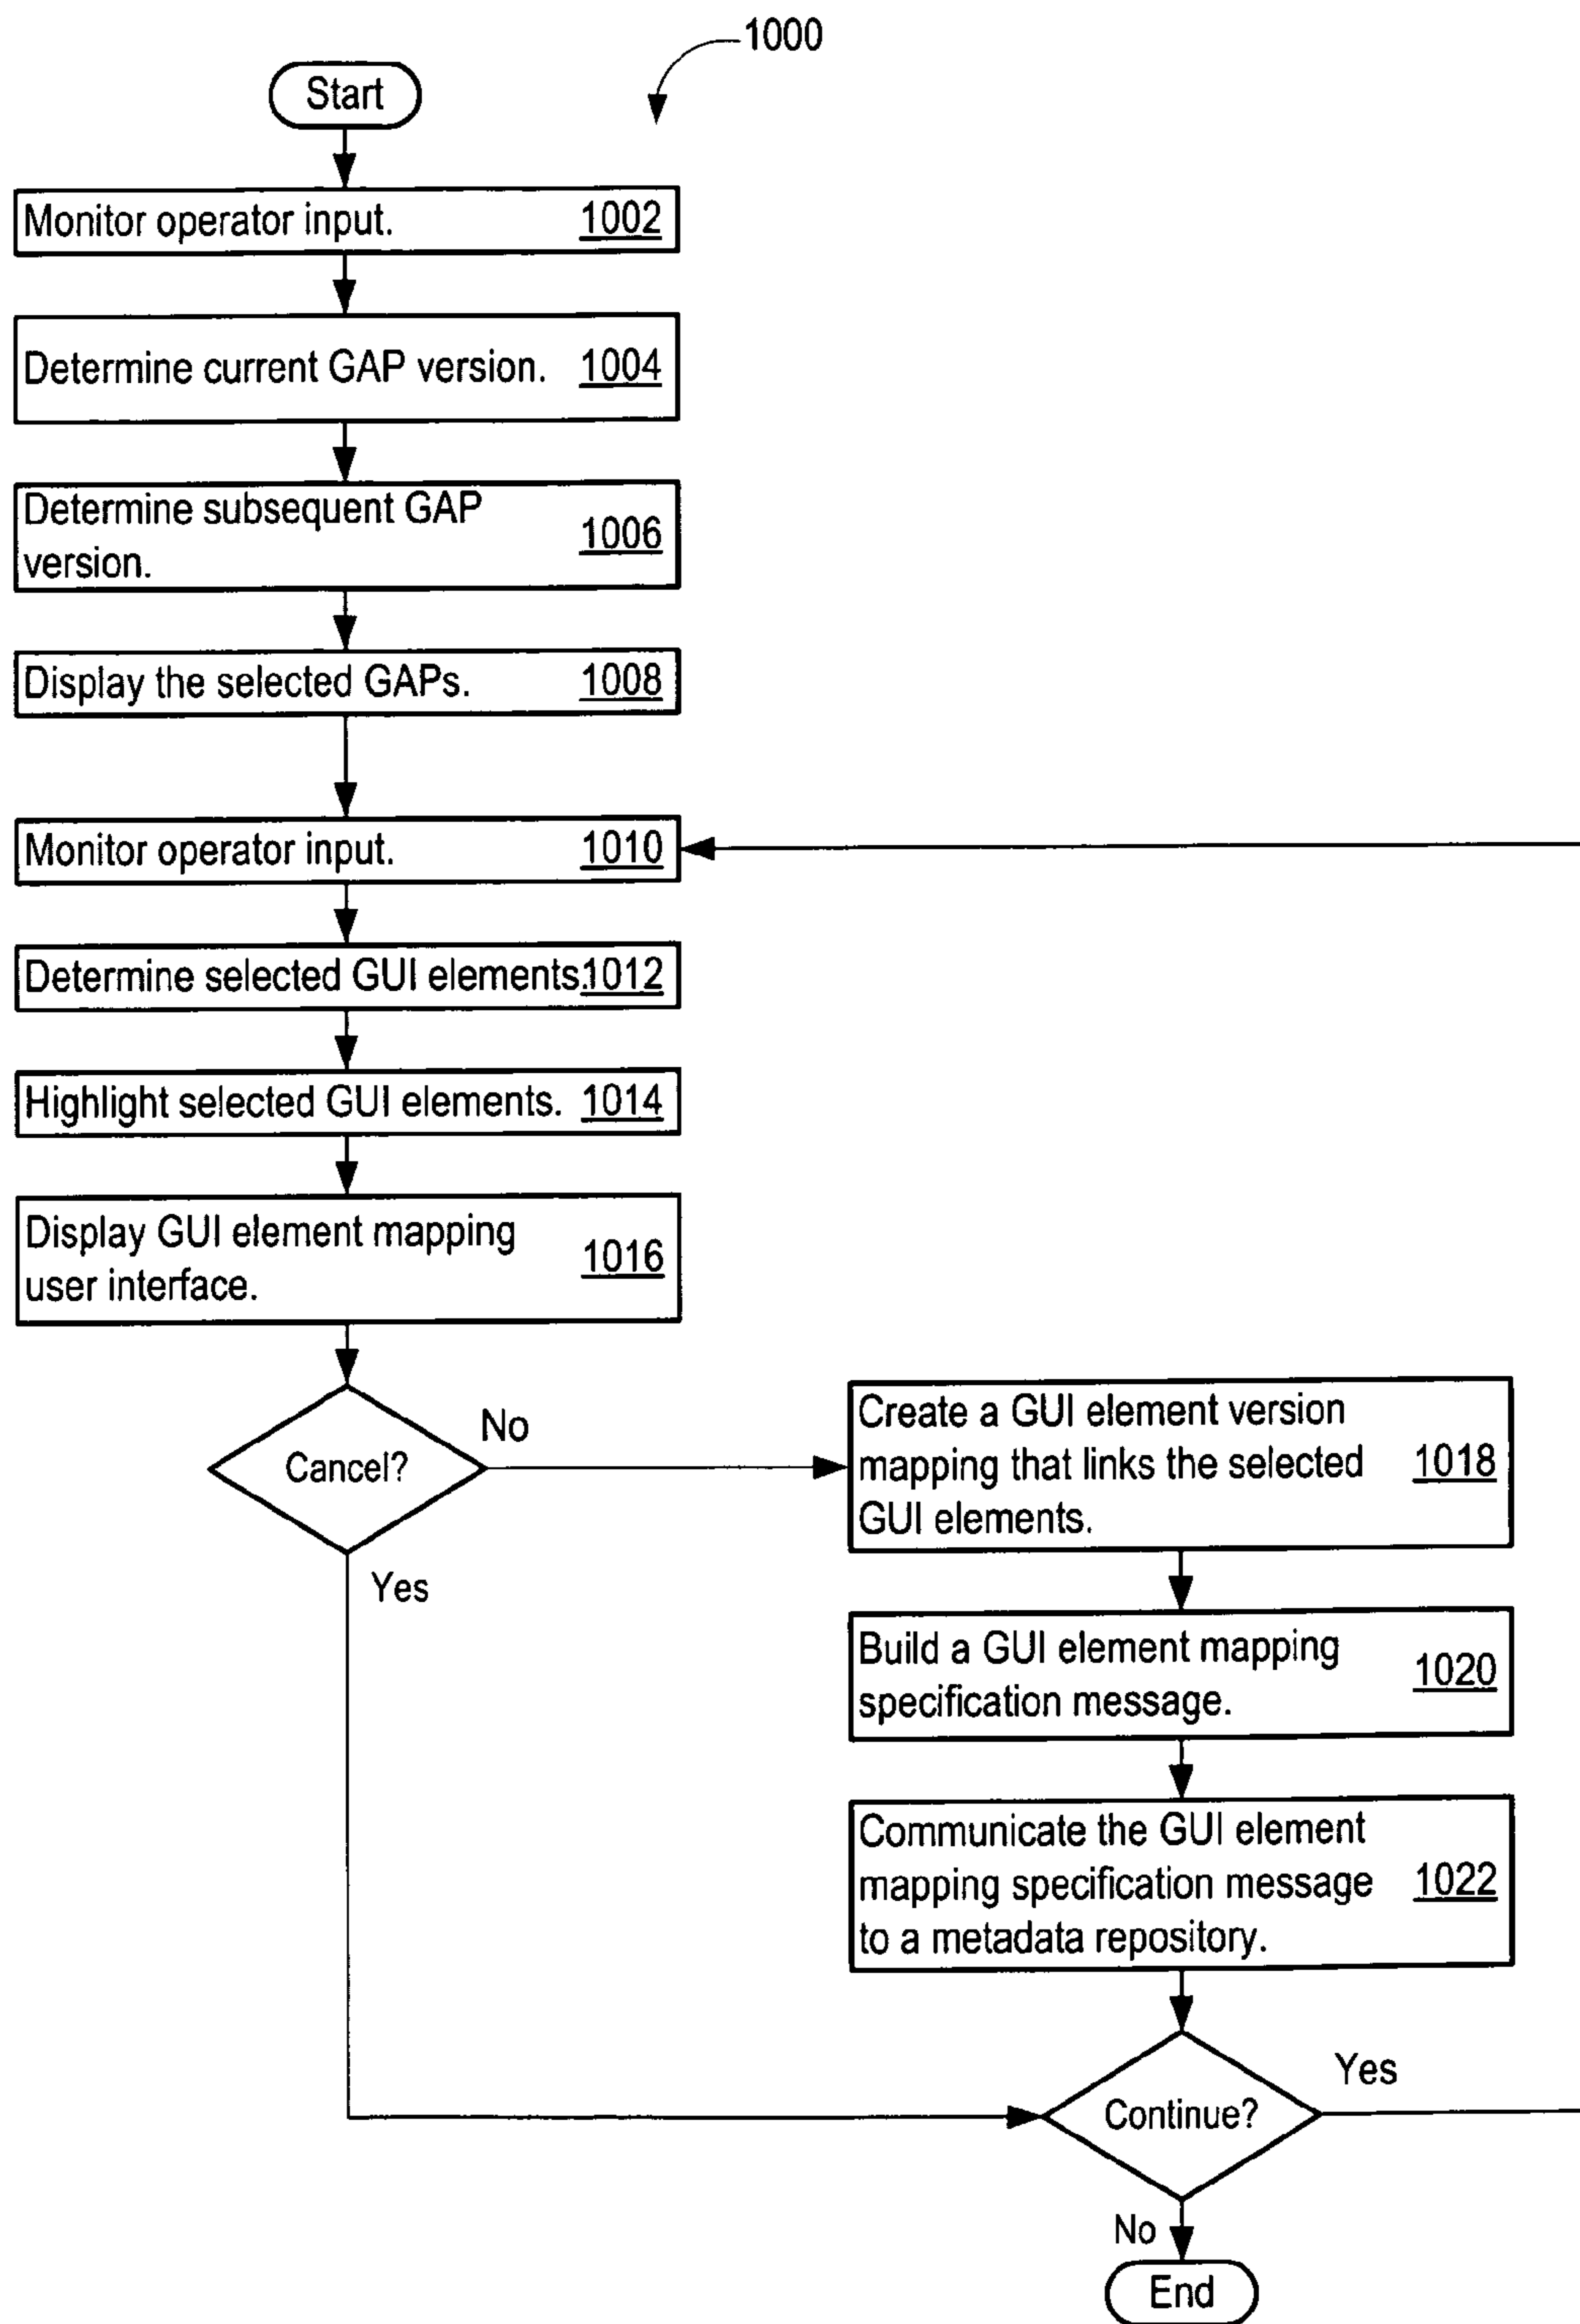 1000
Start
Monitor operator input. 1002
Determine current GAP version. 1004
Determine subsequent GAP
version.
1006
Display the selected GAPs. 1008
Monitor operator input. 1010
Determine selected GUI elements. 1012
Highlight selected GUI elements. 1014
Display GUI element mapping
user interface.
1016
Cancel?
No
Yes
Create a GUI element version
mapping that links the selected
GUI elements.
1018
Build a GUI element mapping
specification message.
1020
Communicate the GUI element
mapping specification message
to a metadata repository.
1022
Continue?
Yes
No
End